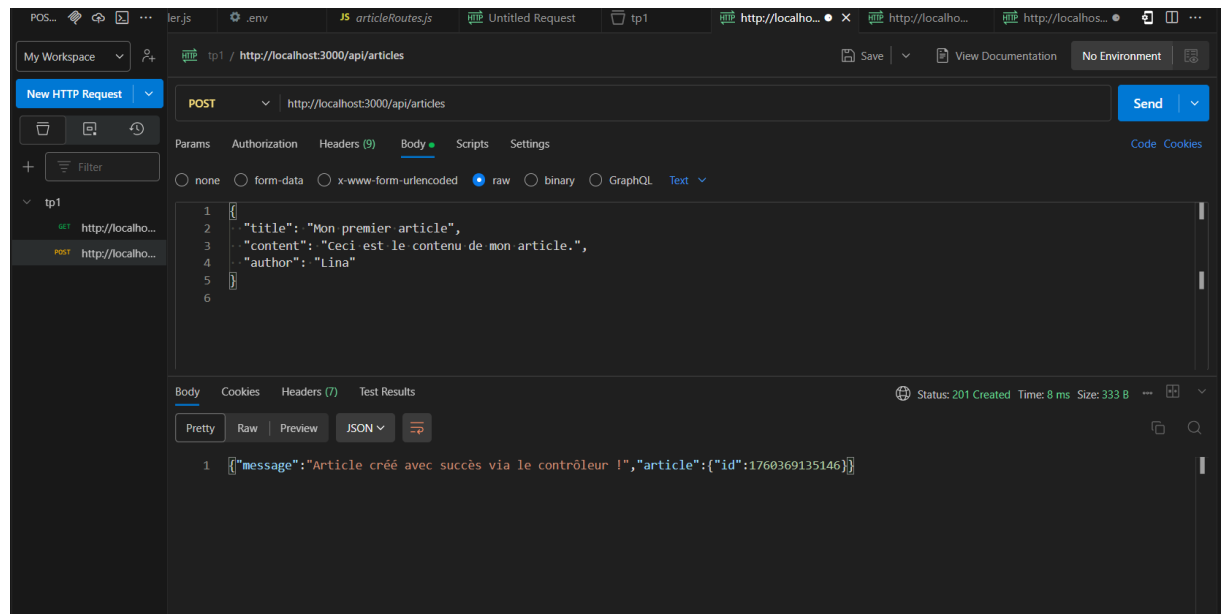 POS... ... ler.js .env JS articleRoutes.js HTTP Untitled Request tp1 HTTP http://localho... HTTP http://localho... HTTP http://localhos... ...
My Workspace HTTP tp1 / http://localhost:3000/api/articles Save View Documentation No Environment
New HTTP Request POST http://localhost:3000/api/articles Send
Params Authorization Headers (9) Body Scripts Settings Code Cookies
Filter none form-data x-www-form-urlencoded raw binary GraphQL Text
tp1
GET http://localho...
POST http://localho...
1 {
2 "title": "Mon premier article",
3 "content": "Ceci est le contenu de mon article.",
4 "author": "Lina"
5 }
6
Body Cookies Headers (7) Test Results Status: 201 Created Time: 8 ms Size: 333 B
Pretty Raw Preview JSON
1 {"message":"Article créé avec succès via le contrôleur !","article":{"id":1760369135146}}